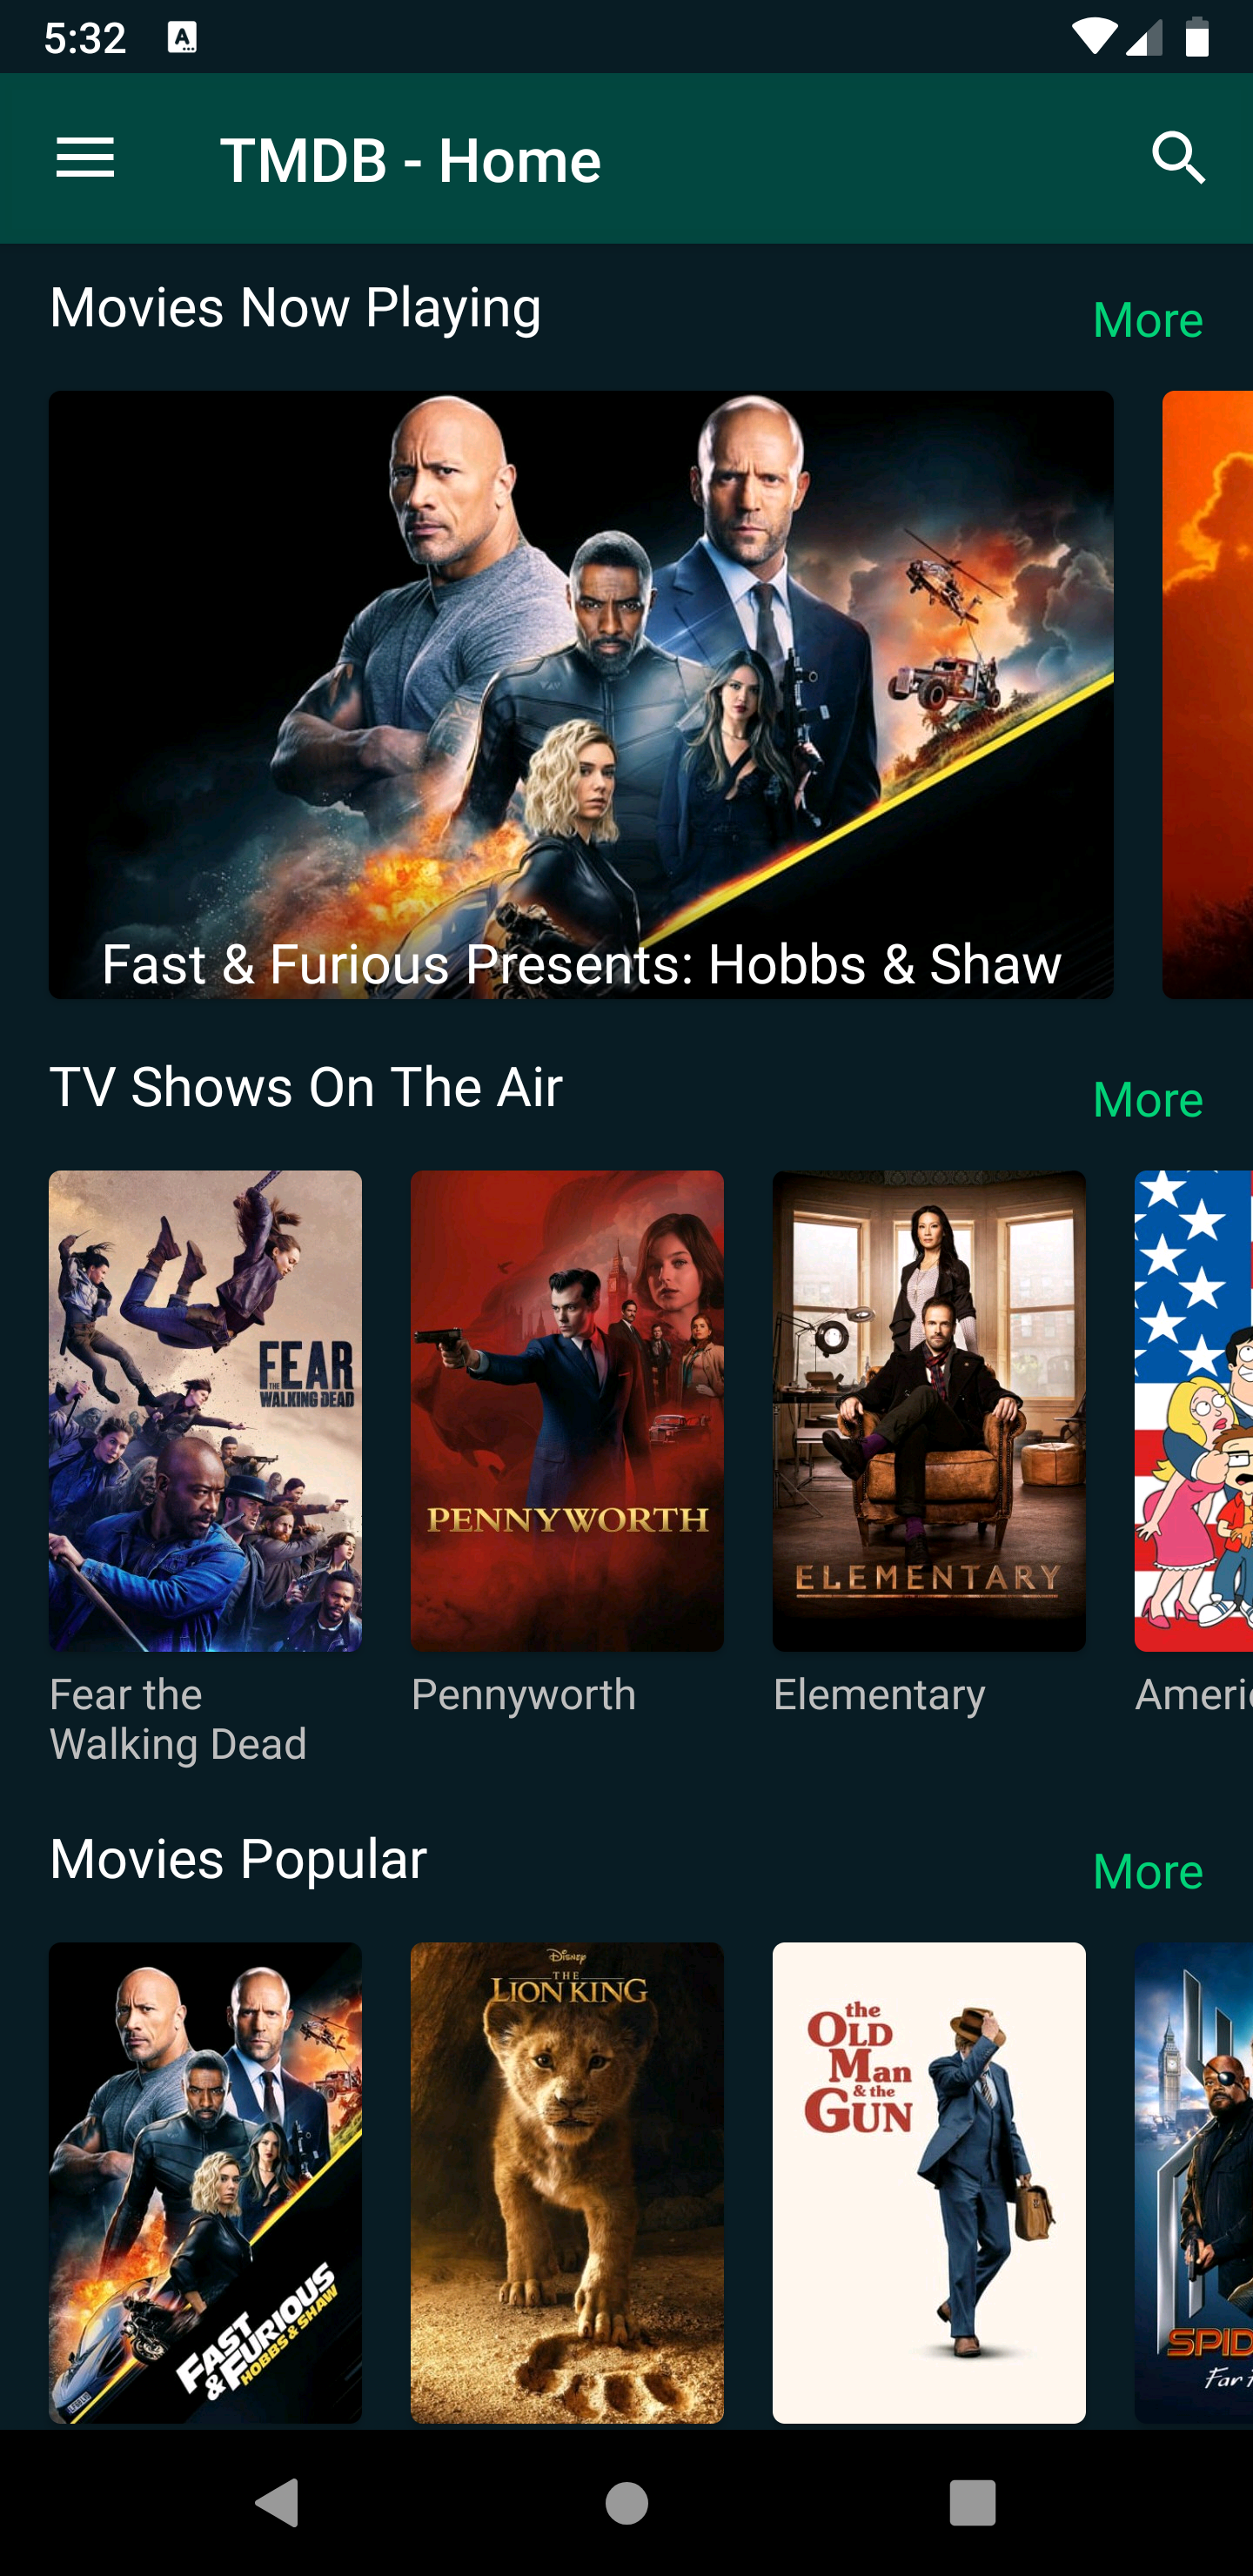 5:32
TMDB - Home
Movies Now Playing
More
Fast & Furious Presents: Hobbs & Shaw
TV Shows On The Air
More
FEAR
THE
WALKING DEAD
PENNYWORTH
ELEMENTARY
Fear the
Walking Dead
Pennyworth
Elementary
Americ
Movies Popular
More
FAST
&FURIOUS
HOBBS & SHAW
Disney
THE
LION KING
the
OLD
Man
& the
GUN
SPID
Far f